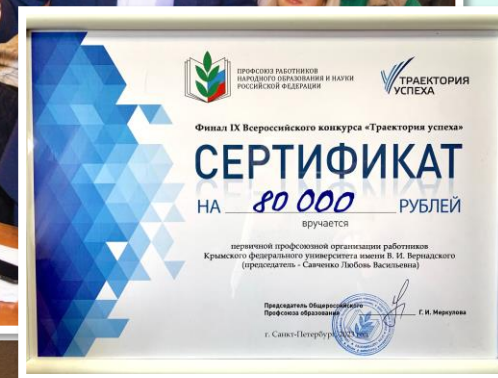 ПРОФСОЮЗ РАБОТНИКОВ
НАРОДНОГО ОБРАЗОВАНИЯ И НАУКИ
РОССИЙСКОЙ ФЕДЕРАЦИИ
ТРАЕКТОРИЯ
УСПЕХА
Финал IX Всероссийского конкурса «Траектория успеха»
СЕРТИФИКАТ
НА 80 000 РУБЛЕЙ
вручается
первичной профсоюзной организации работников
Крымского федерального университета имени В. И. Вернадского
(председатель - Савченко Любовь Васильевна)
Председатель Общероссийского
Профсоюза образования
Г. И. Меркулова
г. Санкт-Петербург, 2023 год